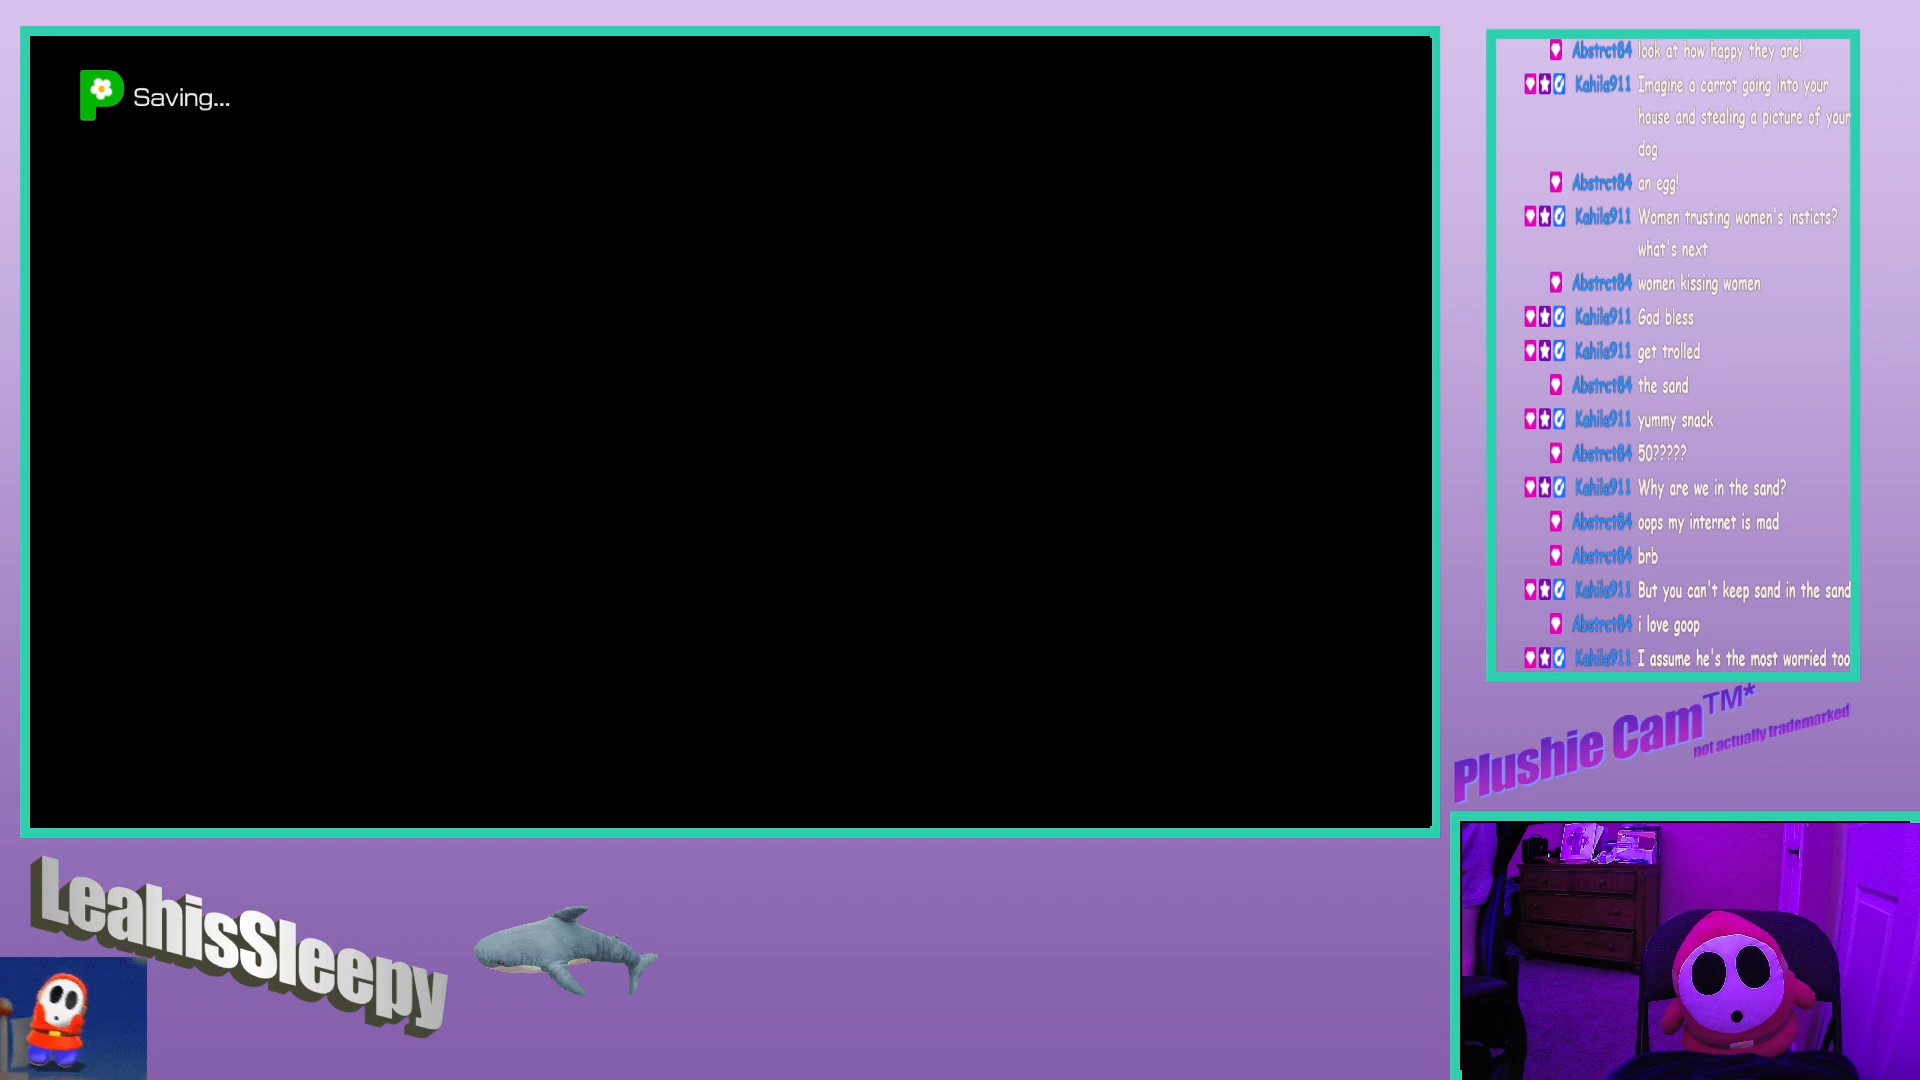 Saving...
Abstrct84 look at how happy they are!
Kahila911 Imagine a carrot going into your
house and stealing a picture of your
dog
Abstrct84 an egg!
Kahila911 Women trusting women's insticts?
what's next
Abstrct84 women kissing women
Kahila911 God bless
Kahila911 get trolled
Abstrct84 the sand
Kahila911 yummy snack
Abstrct84 50?????
Kahila911 Why are we in the sand?
Abstrct84 oops my internet is mad
Abstrct84 brb
Kahila911 But you can't keep sand in the sand
Abstrct84 i love goop
Kahila911 I assume he's the most worried too
Plushie Cam™*
not actually trademarked
LeahisSleepy